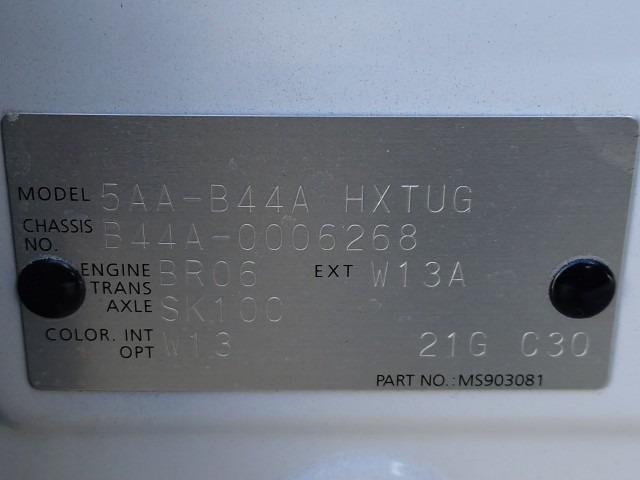 MODEL 5AA-B44A HXTUG
CHASSIS NO. B44A-0006268
ENGINE BR06 EXT W13A
TRANS AXLE SK10C
COLOR. INT W13 21G C30
OPT
PART NO.: MS903081